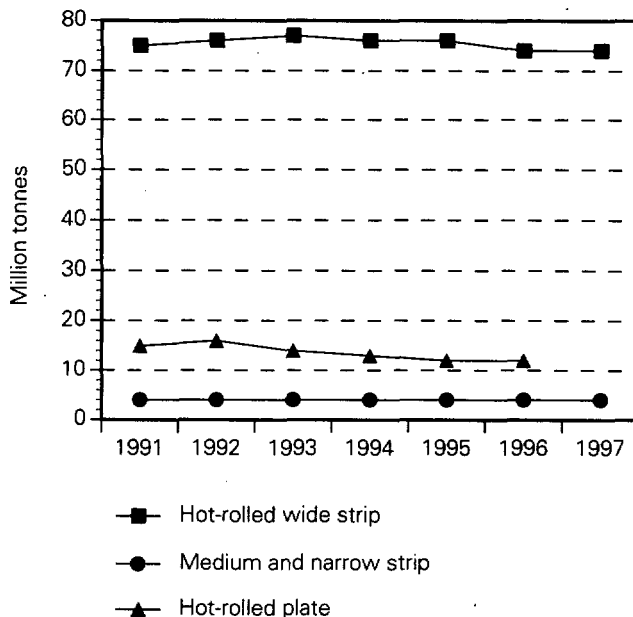 80
70
60
50
40
30
20
10
0
Million tonnes
1991 1992 1993 1994 1995 1996 1997
Hot-rolled wide strip
Medium and narrow strip
Hot-rolled plate